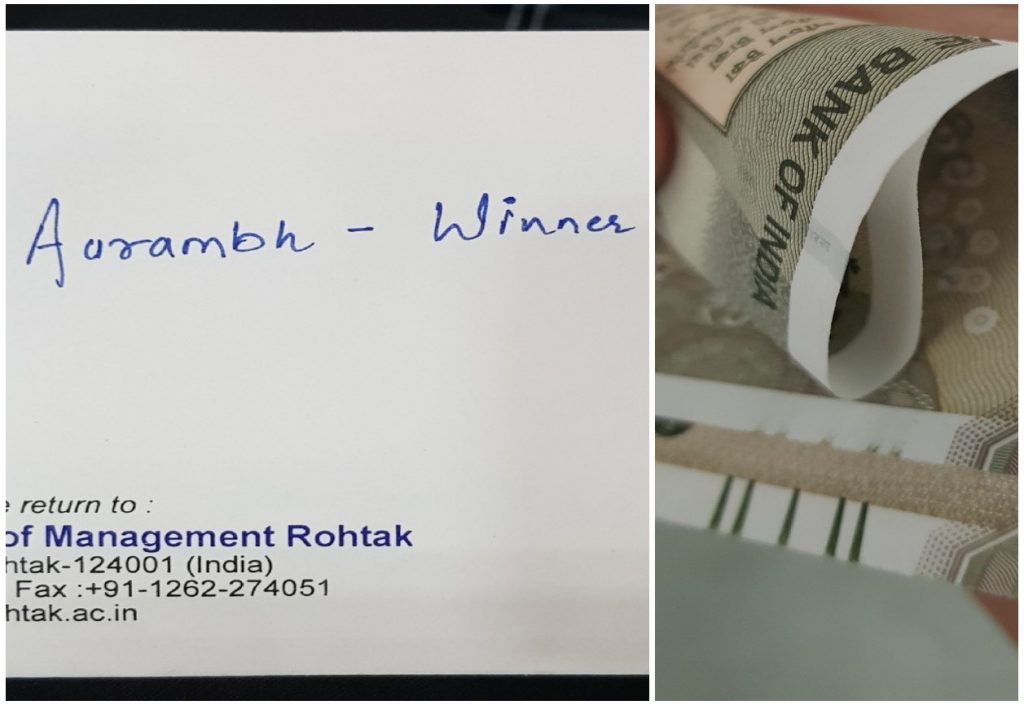 Aarambh - Winner
e return to :
of Management Rohtak
htak-124001 (India)
Fax :+91-1262-274051
htak.ac.in
BANK OF INDIA